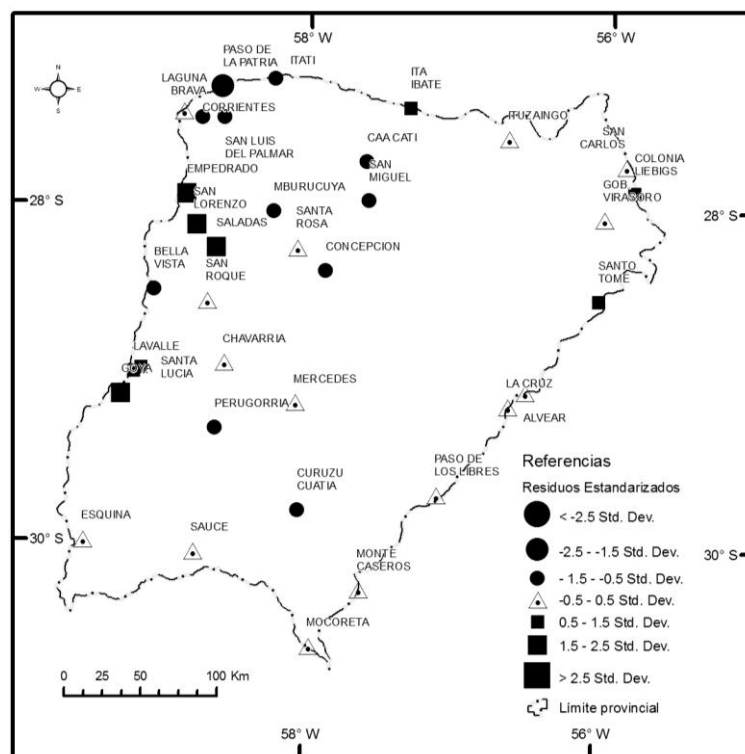 58° W
56° W
N
W
E
S
PASO DE
LA PATRIA
ITATI
LAGUNA
BRAVA
CORRIENTES
ITA
IBATE
ITUZAINGO
SAN
CARLOS
COLONIA
LIEBIGS
SAN LUIS
DEL PALMAR
CAA CATI
SAN
MIGUEL
EMPEDRADO
MBURUCUYA
GOB
VIRASORO
28° S
28° S
SAN
LORENZO
SALADAS
SANTA
ROSA
CONCEPCION
BELLA
VISTA
SAN
ROQUE
SANTO
TOME
LAVALLE
GOYA
SANTA
LUCIA
CHAVARRIA
MERCEDES
LA CRUZ
ALVEAR
PERUGORRIA
PASO DE
LOS LIBRES
CURUZU
CUATIA
ESQUINA
SAUCE
30° S
30° S
MONTE
CASEROS
MOCORETA
Referencias
Residuos Estandarizados
< -2.5 Std. Dev.
-2.5 - -1.5 Std. Dev.
- 1.5 - -0.5 Std. Dev.
-0.5 - 0.5 Std. Dev.
0.5 - 1.5 Std. Dev.
1.5 - 2.5 Std. Dev.
> 2.5 Std. Dev.
Límite provincial
0 25 50 100 Km
58° W
56° W